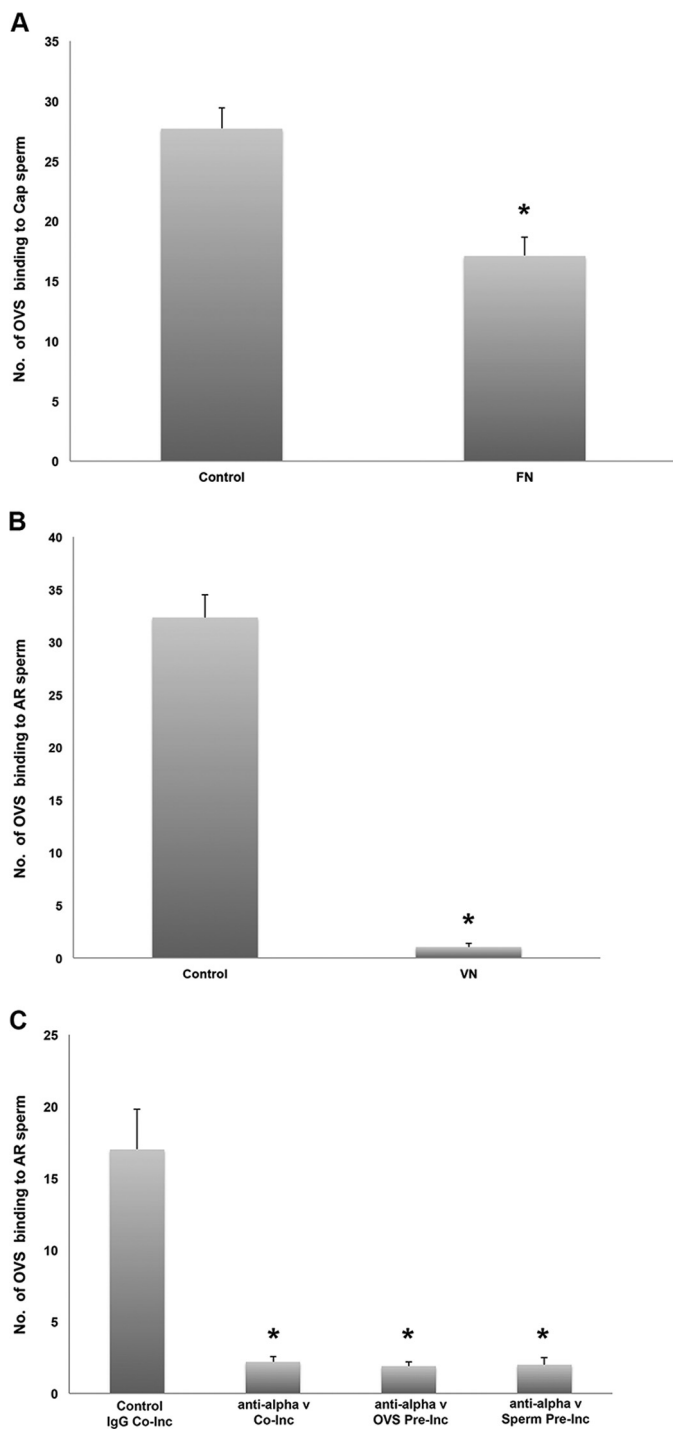 A
No. of OVS binding to Cap sperm
35
30
25
20
15
10
5
0
*
Control
FN
B
No. of OVS binding to AR sperm
40
35
30
25
20
15
10
5
0
*
Control
VN
C
No. of OVS binding to AR sperm
25
20
15
10
5
0
* * *
Control anti-alpha v anti-alpha v anti-alpha v
IgG Co-Inc Co-Inc OVS Pre-Inc Sperm Pre-Inc